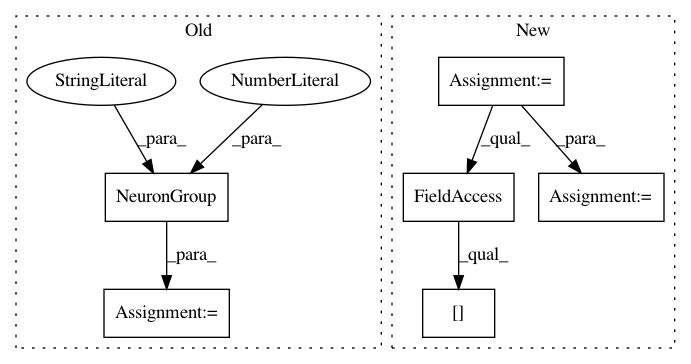 Old
New
StringLiteral
NumberLiteral
Assignment:=
_para_
_para_
_qual_
_para_
NeuronGroup
FieldAccess
Assignment:=
_para_
_qual_
Assignment:=
[]